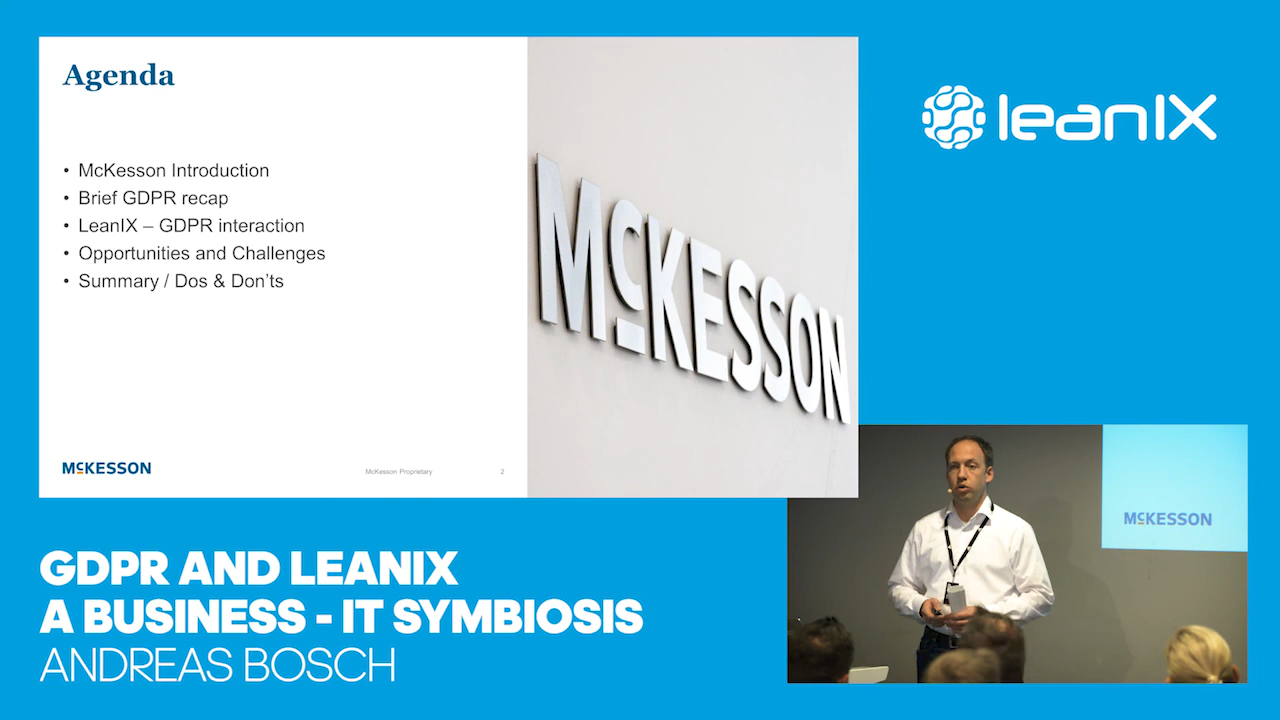 Agenda
• McKesson Introduction
• Brief GDPR recap
• LeanIX – GDPR interaction
• Opportunities and Challenges
• Summary / Dos & Don'ts
McKESSON
McKesson Proprietary
2
McKESSON
leanIX
McKESSON
GDPR AND LEANIX
A BUSINESS - IT SYMBIOSIS
ANDREAS BOSCH